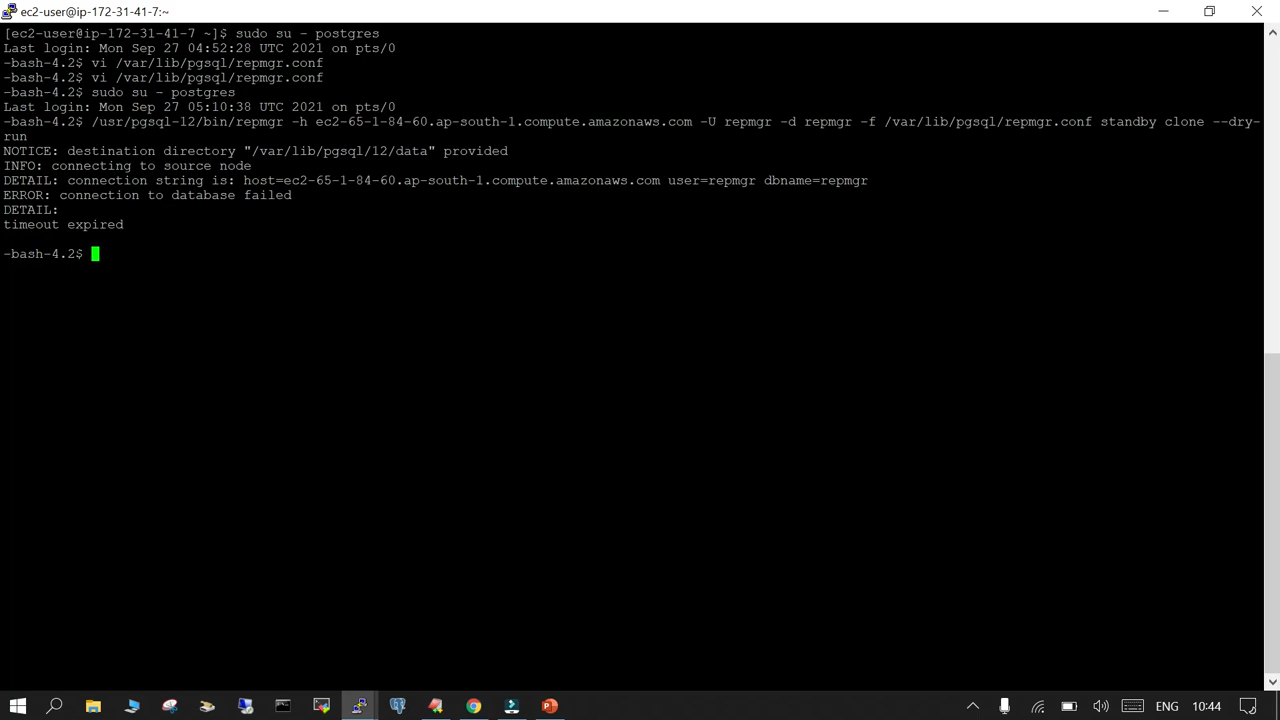 ec2-user@ip-172-31-41-7:~
[ec2-user@ip-172-31-41-7 ~]$ sudo su - postgres
Last login: Mon Sep 27 04:52:28 UTC 2021 on pts/0
-bash-4.2$ vi /var/lib/pgsql/repmgr.conf
-bash-4.2$ vi /var/lib/pgsql/repmgr.conf
-bash-4.2$ sudo su - postgres
Last login: Mon Sep 27 05:10:38 UTC 2021 on pts/0
-bash-4.2$ /usr/pgsql-12/bin/repmgr -h ec2-65-1-84-60.ap-south-1.compute.amazonaws.com -U repmgr -d repmgr -f /var/lib/pgsql/repmgr.conf standby clone --dry-
run
NOTICE: destination directory "/var/lib/pgsql/12/data" provided
INFO: connecting to source node
DETAIL: connection string is: host=ec2-65-1-84-60.ap-south-1.compute.amazonaws.com user=repmgr dbname=repmgr
ERROR: connection to database failed
DETAIL:
timeout expired
-bash-4.2$
ENG 10:44